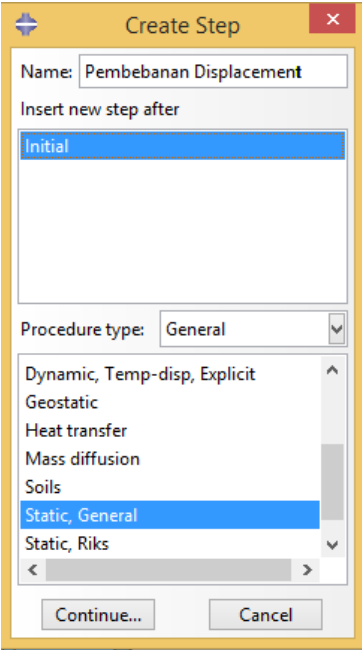 Create Step
Name: Pembebanan Displacement
Insert new step after
Initial
Procedure type: General
Dynamic, Temp-disp, Explicit
Geostatic
Heat transfer
Mass diffusion
Soils
Static, General
Static, Riks
Continue... Cancel